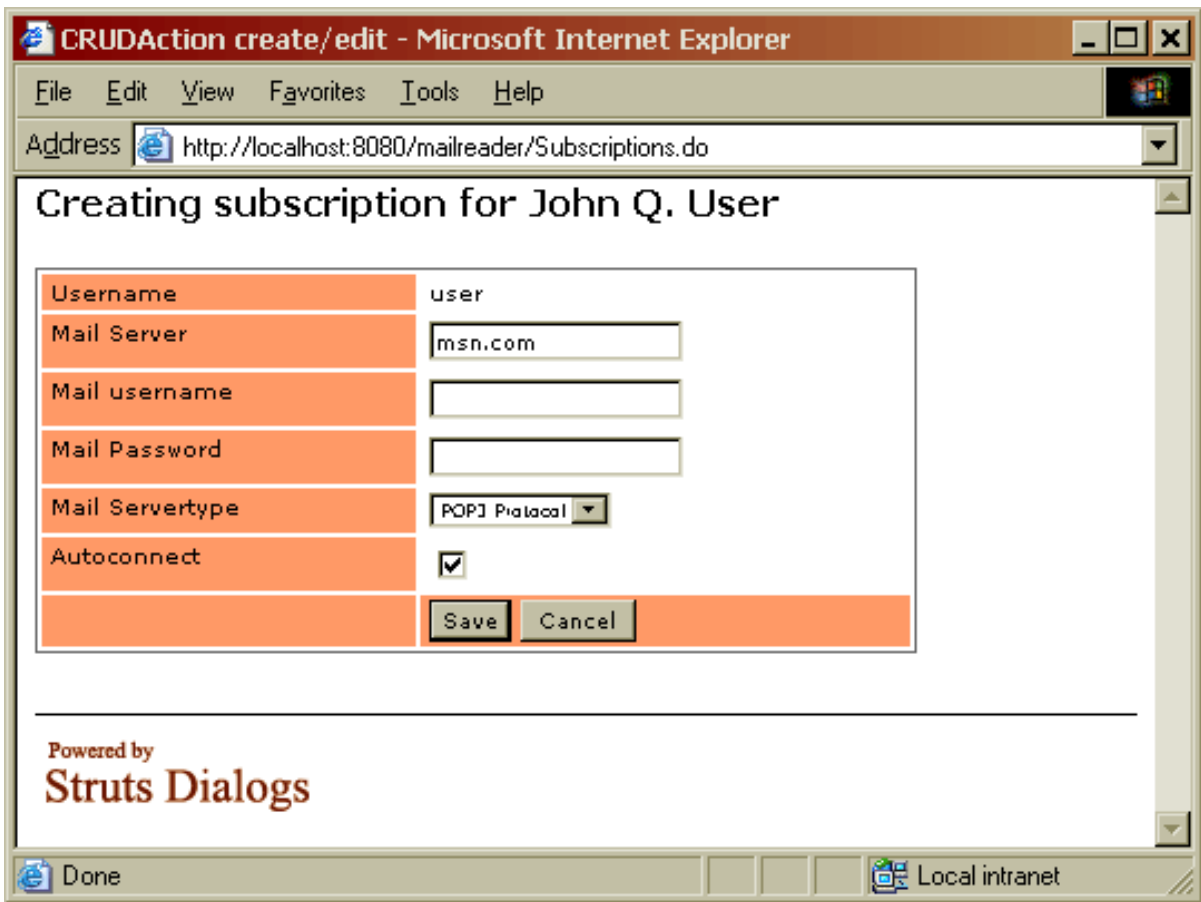 CRUDAction create/edit - Microsoft Internet Explorer
File Edit View Favorites Tools Help
Address http://localhost:8080/mailreader/Subscriptions.do
Creating subscription for John Q. User
Username user
Mail Server msn.com
Mail username
Mail Password
Mail Servertype POP3 Protocol
Autoconnect
Save Cancel
Powered by
Struts Dialogs
Done Local intranet